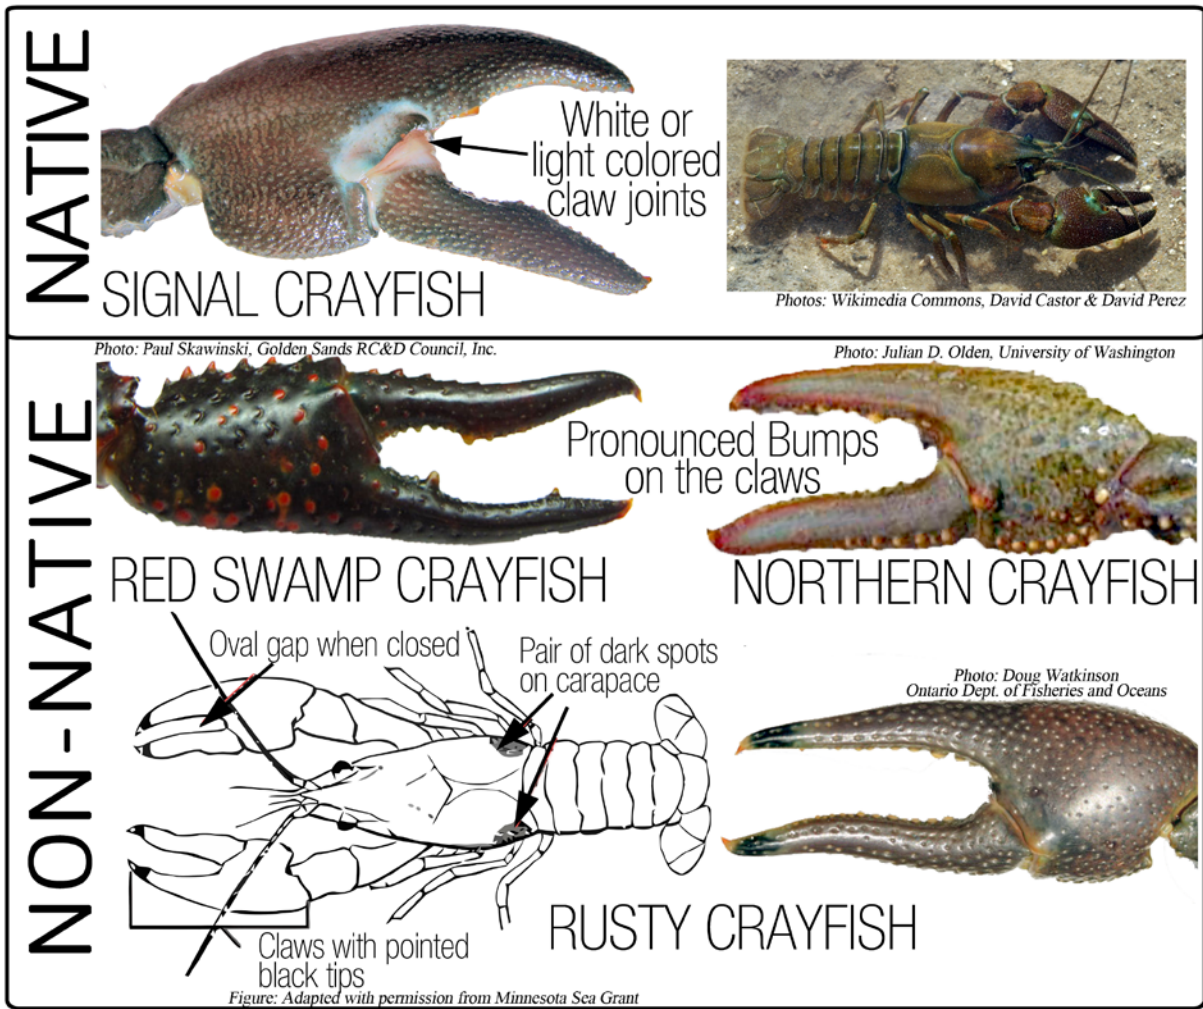 NATIVE
White or
light colored
claw joints
SIGNAL CRAYFISH
Photos: Wikimedia Commons, David Castor & David Perez
NON-NATIVE
Photo: Paul Skawinski, Golden Sands RC&D Council, Inc.
Photo: Julian D. Olden, University of Washington
Pronounced Bumps
on the claws
RED SWAMP CRAYFISH
NORTHERN CRAYFISH
Oval gap when closed
Pair of dark spots
on carapace
Photo: Doug Watkinson
Ontario Dept. of Fisheries and Oceans
RUSTY CRAYFISH
Claws with pointed
black tips
Figure: Adapted with permission from Minnesota Sea Grant